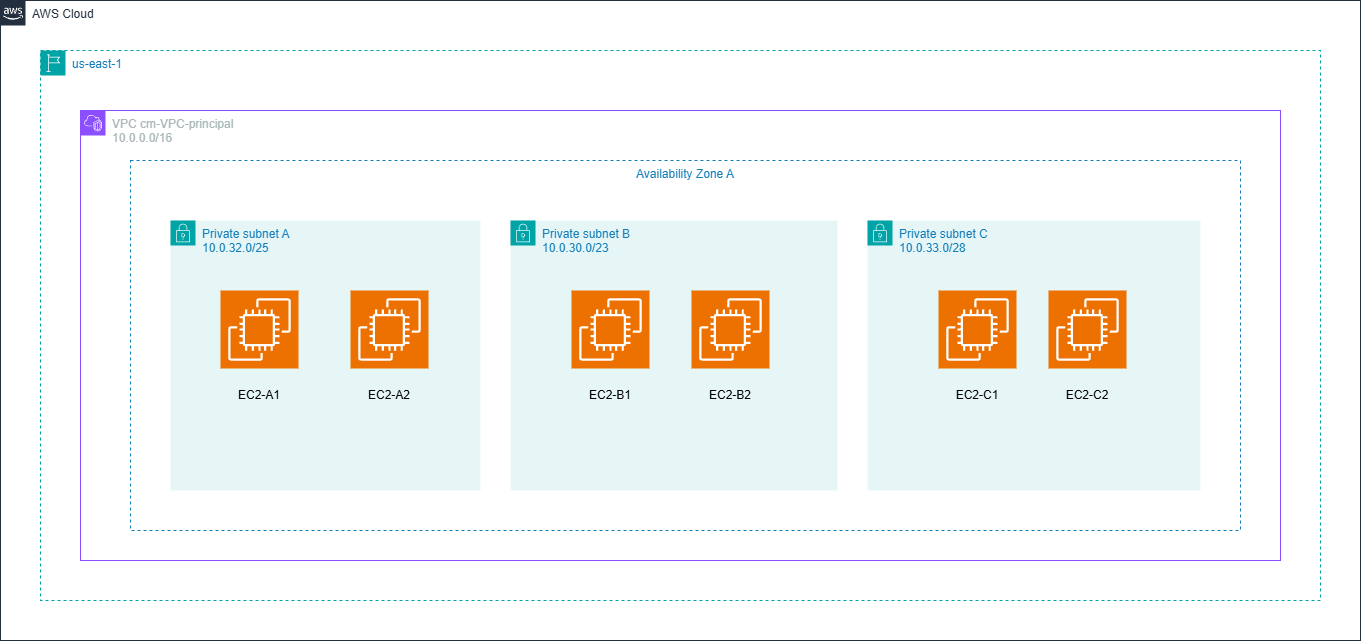 aws
AWS Cloud
us-east-1
VPC cm-VPC-principal
10.0.0.0/16
Availability Zone A
Private subnet A
10.0.32.0/25
Private subnet B
10.0.30.0/23
Private subnet C
10.0.33.0/28
EC2-A1
EC2-A2
EC2-B1
EC2-B2
EC2-C1
EC2-C2